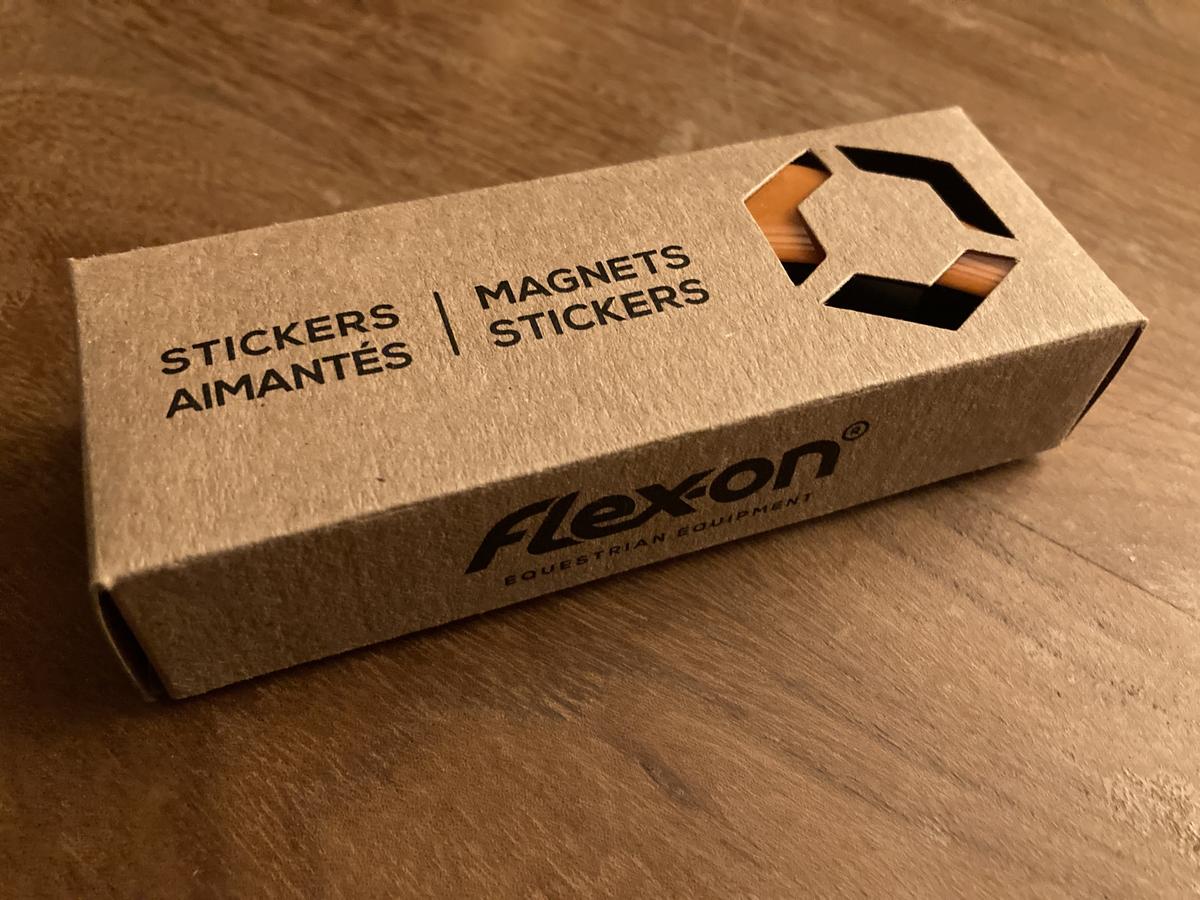 STICKERS
AIMANTÉS
MAGNETS
STICKERS
Flex-on®
EQUESTRIAN EQUIPMENT